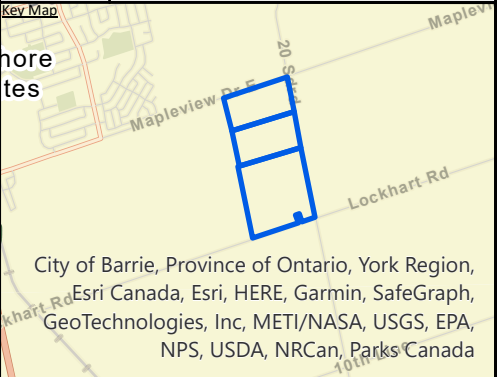 Key Map
Maplevie
hore
tes
20 Sdrd
Mapleview Dr E
Lockhart Rd
City of Barrie, Province of Ontario, York Region,
Esri Canada, Esri, HERE, Garmin, SafeGraph,
khart Rd
GeoTechnologies, Inc, METI/NASA, USGS, EPA,
NPS, USDA, NRCan, Parks Canada
10th Line